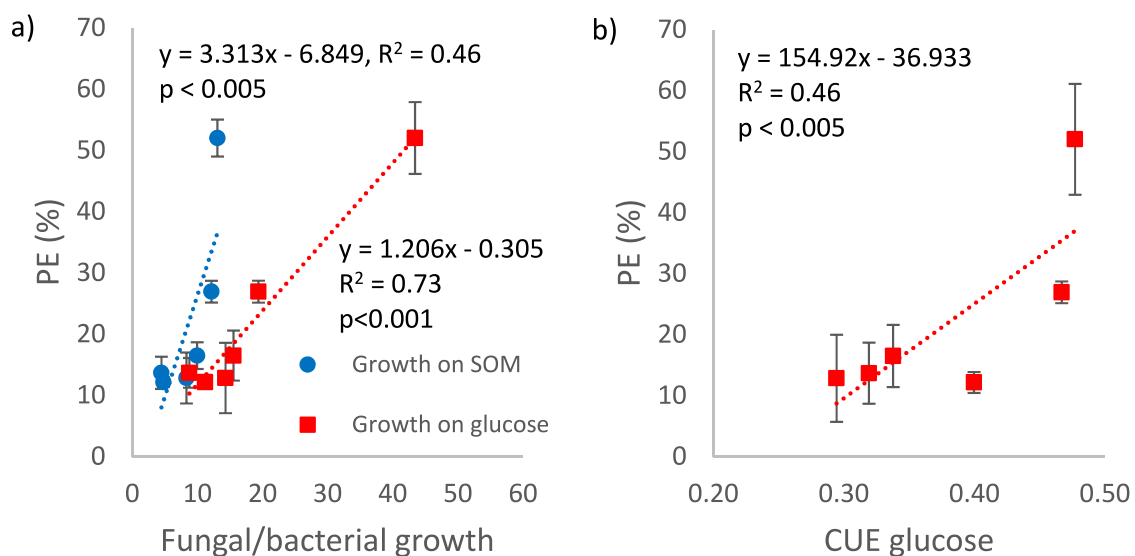 a)
y = 3.313x - 6.849, R² = 0.46
p < 0.005
y = 1.206x - 0.305
R² = 0.73
p<0.001
Growth on SOM
Growth on glucose
PE (%)
70
60
50
40
30
20
10
0
0 10 20 30 40 50 60
Fungal/bacterial growth
b)
y = 154.92x - 36.933
R² = 0.46
p < 0.005
PE (%)
70
60
50
40
30
20
10
0
0.20 0.30 0.40 0.50
CUE glucose